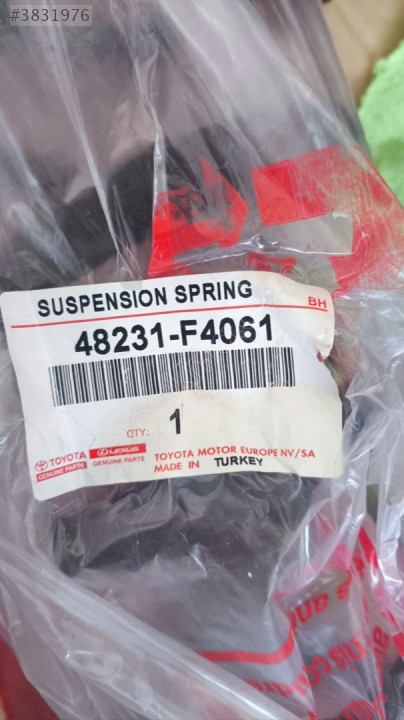 #3831976
SUSPENSION SPRING
BH
48231-F4061
QTY: 1
TOYOTA
GENUINE PARTS
LEXUS
GENUINE PARTS
TOYOTA MOTOR EUROPE NV/SA
MADE IN TURKEY